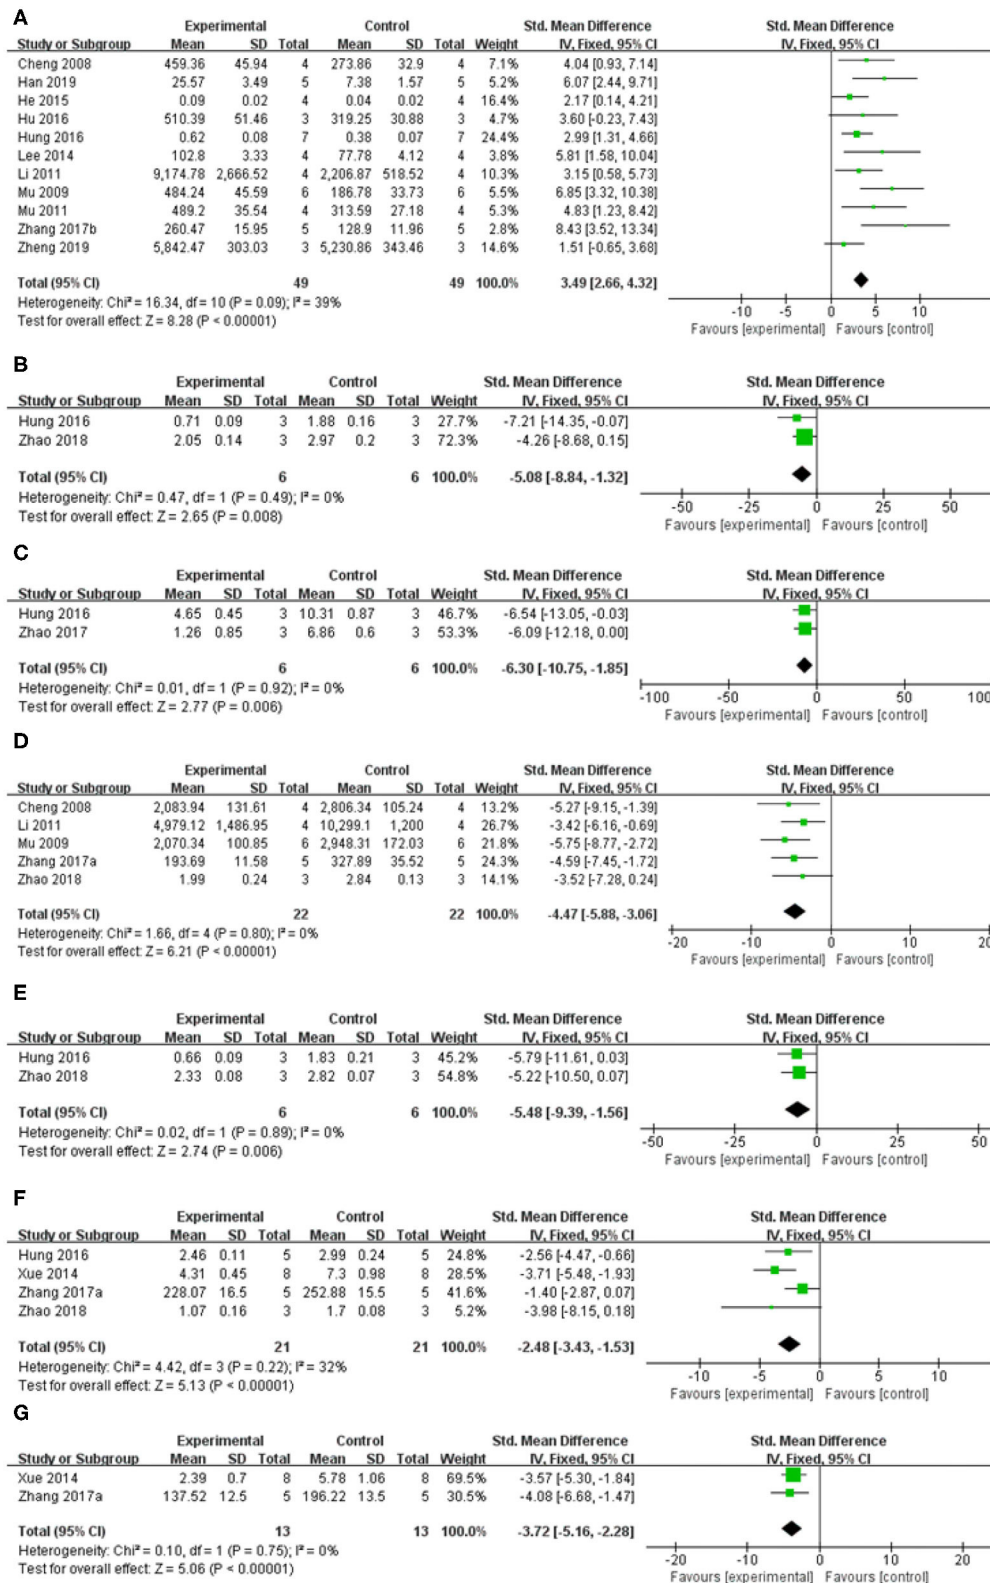 A
Experimental Control Std. Mean Difference Std. Mean Difference
Study or Subgroup Mean SD Total Mean SD Total Weight IV, Fixed, 95% CI IV, Fixed, 95% CI
Cheng 2008 459.36 45.94 4 273.86 32.9 4 7.1% 4.04 [0.93, 7.14]
Han 2019 25.57 3.49 5 7.38 1.57 5 5.2% 6.07 [2.44, 9.71]
He 2015 0.09 0.02 4 0.04 0.02 4 16.4% 2.17 [0.14, 4.21]
Hu 2016 510.39 51.46 3 319.25 30.88 3 4.7% 3.60 [-0.23, 7.43]
Hung 2016 0.62 0.08 7 0.38 0.07 7 24.4% 2.99 [1.31, 4.66]
Lee 2014 102.8 3.33 4 77.78 4.12 4 3.8% 5.81 [1.58, 10.04]
Li 2011 9,174.78 2,666.52 4 2,206.87 518.52 4 10.3% 3.15 [0.58, 5.73]
Mu 2009 484.24 45.59 6 186.78 33.73 6 5.5% 6.85 [3.32, 10.38]
Mu 2011 489.2 35.54 4 313.59 27.18 4 5.3% 4.83 [1.23, 8.42]
Zhang 2017b 260.47 15.95 5 128.9 11.96 5 2.8% 8.43 [3.52, 13.34]
Zheng 2019 5,842.47 303.03 3 5,230.86 343.46 3 14.6% 1.51 [-0.65, 3.68]
Total (95% CI) 49 49 100.0% 3.49 [2.66, 4.32]
Heterogeneity: Chi² = 16.34, df = 10 (P = 0.09); I² = 39%
Test for overall effect: Z = 8.28 (P < 0.00001)
-10 -5 0 5 10
Favours [experimental] Favours [control]
B
Experimental Control Std. Mean Difference Std. Mean Difference
Study or Subgroup Mean SD Total Mean SD Total Weight IV, Fixed, 95% CI IV, Fixed, 95% CI
Hung 2016 0.71 0.09 3 1.88 0.16 3 27.7% -7.21 [-14.35, -0.07]
Zhao 2018 2.05 0.14 3 2.97 0.2 3 72.3% -4.26 [-8.68, 0.15]
Total (95% CI) 6 6 100.0% -5.08 [-8.84, -1.32]
Heterogeneity: Chi² = 0.47, df = 1 (P = 0.49); I² = 0%
Test for overall effect: Z = 2.65 (P = 0.008)
-50 -25 0 25 50
Favours [experimental] Favours [control]
C
Experimental Control Std. Mean Difference Std. Mean Difference
Study or Subgroup Mean SD Total Mean SD Total Weight IV, Fixed, 95% CI IV, Fixed, 95% CI
Hung 2016 4.65 0.45 3 10.31 0.87 3 46.7% -6.54 [-13.05, -0.03]
Zhao 2017 1.26 0.85 3 6.86 0.6 3 53.3% -6.09 [-12.18, 0.00]
Total (95% CI) 6 6 100.0% -6.30 [-10.75, -1.85]
Heterogeneity: Chi² = 0.01, df = 1 (P = 0.92); I² = 0%
Test for overall effect: Z = 2.77 (P = 0.006)
-100 -50 0 50 100
Favours [experimental] Favours [control]
D
Experimental Control Std. Mean Difference Std. Mean Difference
Study or Subgroup Mean SD Total Mean SD Total Weight IV, Fixed, 95% CI IV, Fixed, 95% CI
Cheng 2008 2,083.94 131.61 4 2,806.34 105.24 4 13.2% -5.27 [-9.15, -1.39]
Li 2011 4,979.12 1,486.95 4 10,299.1 1,200 4 26.7% -3.42 [-6.16, -0.69]
Mu 2009 2,070.34 100.85 6 2,948.31 172.03 6 21.8% -5.75 [-8.77, -2.72]
Zhang 2017a 193.69 11.58 5 327.89 35.52 5 24.3% -4.59 [-7.45, -1.72]
Zhao 2018 1.99 0.24 3 2.84 0.13 3 14.1% -3.52 [-7.28, 0.24]
Total (95% CI) 22 22 100.0% -4.47 [-5.88, -3.06]
Heterogeneity: Chi² = 1.66, df = 4 (P = 0.80); I² = 0%
Test for overall effect: Z = 6.21 (P < 0.00001)
-20 -10 0 10 20
Favours [experimental] Favours [control]
E
Experimental Control Std. Mean Difference Std. Mean Difference
Study or Subgroup Mean SD Total Mean SD Total Weight IV, Fixed, 95% CI IV, Fixed, 95% CI
Hung 2016 0.66 0.09 3 1.83 0.21 3 45.2% -5.79 [-11.61, 0.03]
Zhao 2018 2.33 0.08 3 2.82 0.07 3 54.8% -5.22 [-10.50, 0.07]
Total (95% CI) 6 6 100.0% -5.48 [-9.39, -1.56]
Heterogeneity: Chi² = 0.02, df = 1 (P = 0.89); I² = 0%
Test for overall effect: Z = 2.74 (P = 0.006)
-50 -25 0 25 50
Favours [experimental] Favours [control]
F
Experimental Control Std. Mean Difference Std. Mean Difference
Study or Subgroup Mean SD Total Mean SD Total Weight IV, Fixed, 95% CI IV, Fixed, 95% CI
Hung 2016 2.46 0.11 5 2.99 0.24 5 24.8% -2.56 [-4.47, -0.66]
Xue 2014 4.31 0.45 8 7.3 0.98 8 28.5% -3.71 [-5.48, -1.93]
Zhang 2017a 228.07 16.5 5 252.88 15.5 5 41.6% -1.40 [-2.87, 0.07]
Zhao 2018 1.07 0.16 3 1.7 0.08 3 5.2% -3.98 [-8.15, 0.18]
Total (95% CI) 21 21 100.0% -2.48 [-3.43, -1.53]
Heterogeneity: Chi² = 4.42, df = 3 (P = 0.22); I² = 32%
Test for overall effect: Z = 5.13 (P < 0.00001)
-10 -5 0 5 10
Favours [experimental] Favours [control]
G
Experimental Control Std. Mean Difference Std. Mean Difference
Study or Subgroup Mean SD Total Mean SD Total Weight IV, Fixed, 95% CI IV, Fixed, 95% CI
Xue 2014 2.39 0.7 8 5.78 1.06 8 69.5% -3.57 [-5.30, -1.84]
Zhang 2017a 137.52 12.5 5 196.22 13.5 5 30.5% -4.08 [-6.68, -1.47]
Total (95% CI) 13 13 100.0% -3.72 [-5.16, -2.28]
Heterogeneity: Chi² = 0.10, df = 1 (P = 0.75); I² = 0%
Test for overall effect: Z = 5.06 (P < 0.00001)
-20 -10 0 10 20
Favours [experimental] Favours [control]